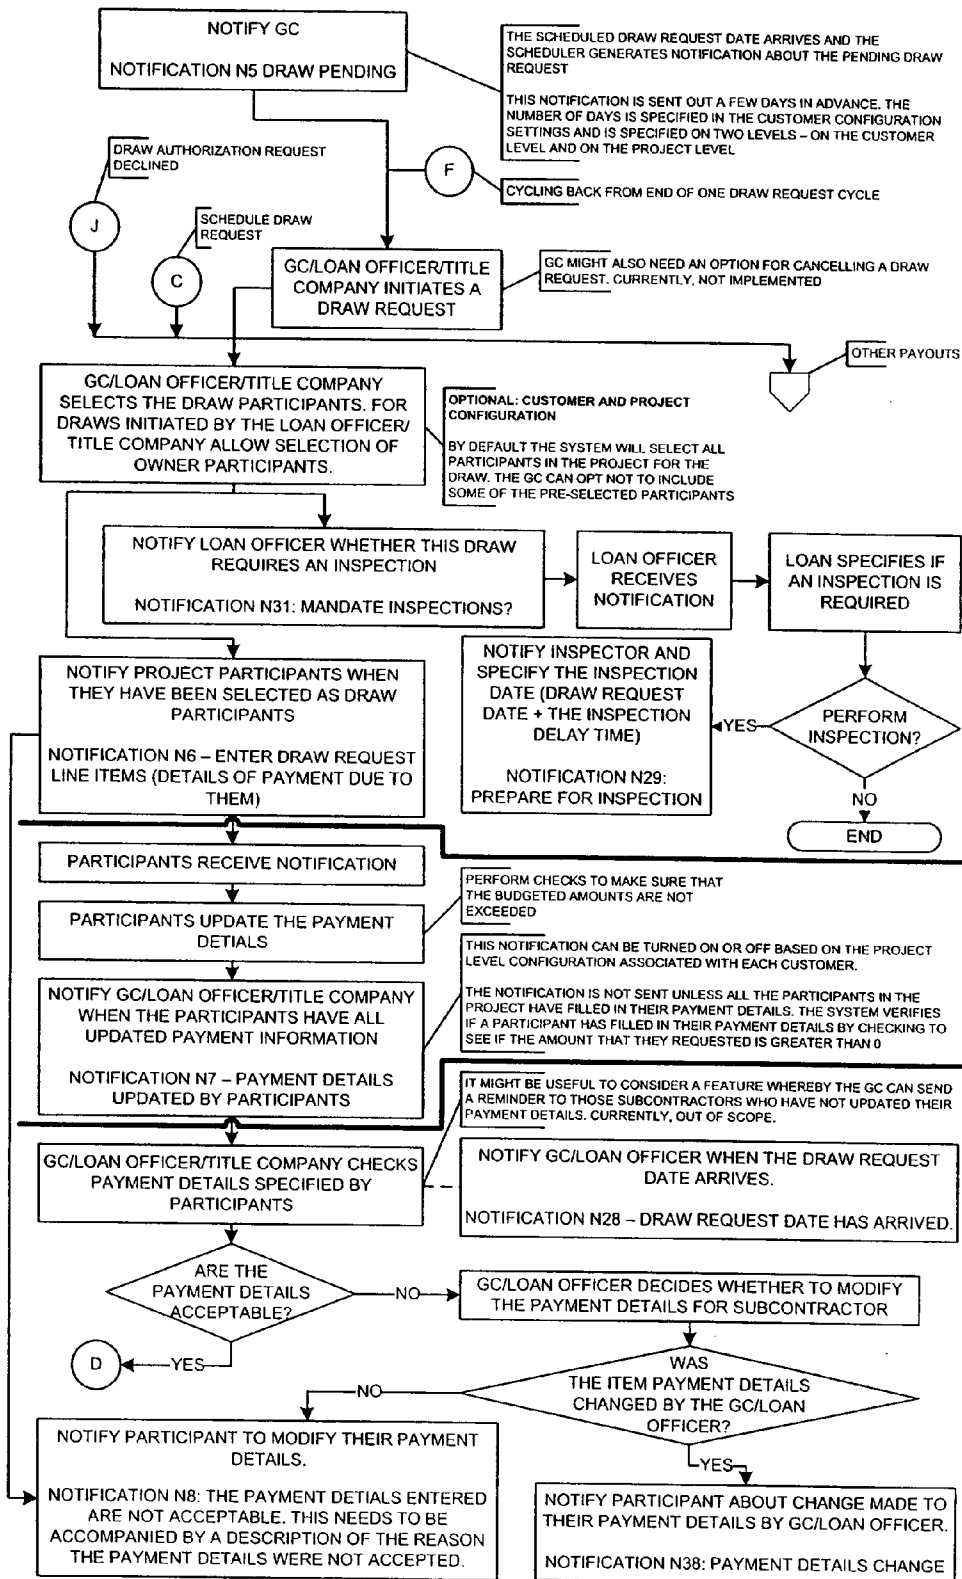 NOTIFY GC
NOTIFICATION N5 DRAW PENDING
THE SCHEDULED DRAW REQUEST DATE ARRIVES AND THE
SCHEDULER GENERATES NOTIFICATION ABOUT THE PENDING DRAW
REQUEST
THIS NOTIFICATION IS SENT OUT A FEW DAYS IN ADVANCE. THE
NUMBER OF DAYS IS SPECIFIED IN THE CUSTOMER CONFIGURATION
SETTINGS AND IS SPECIFIED ON TWO LEVELS – ON THE CUSTOMER
LEVEL AND ON THE PROJECT LEVEL
DRAW AUTHORIZATION REQUEST
DECLINED
F
CYCLING BACK FROM END OF ONE DRAW REQUEST CYCLE
J
SCHEDULE DRAW
REQUEST
C
GC/LOAN OFFICER/TITLE
COMPANY INITIATES A
DRAW REQUEST
GC MIGHT ALSO NEED AN OPTION FOR CANCELLING A DRAW
REQUEST. CURRENTLY, NOT IMPLEMENTED
OTHER PAYOUTS
GC/LOAN OFFICER/TITLE COMPANY
SELECTS THE DRAW PARTICIPANTS. FOR
DRAWS INITIATED BY THE LOAN OFFICER/
TITLE COMPANY ALLOW SELECTION OF
OWNER PARTICIPANTS.
OPTIONAL: CUSTOMER AND PROJECT
CONFIGURATION
BY DEFAULT THE SYSTEM WILL SELECT ALL
PARTICIPANTS IN THE PROJECT FOR THE
DRAW. THE GC CAN OPT NOT TO INCLUDE
SOME OF THE PRE-SELECTED PARTICIPANTS
NOTIFY LOAN OFFICER WHETHER THIS DRAW
REQUIRES AN INSPECTION
NOTIFICATION N31: MANDATE INSPECTIONS?
LOAN OFFICER
RECEIVES
NOTIFICATION
LOAN SPECIFIES IF
AN INSPECTION IS
REQUIRED
NOTIFY PROJECT PARTICIPANTS WHEN
THEY HAVE BEEN SELECTED AS DRAW
PARTICIPANTS
NOTIFICATION N6 – ENTER DRAW REQUEST
LINE ITEMS (DETAILS OF PAYMENT DUE TO
THEM)
NOTIFY INSPECTOR AND
SPECIFY THE INSPECTION
DATE (DRAW REQUEST
DATE + THE INSPECTION
DELAY TIME)
NOTIFICATION N29:
PREPARE FOR INSPECTION
YES
PERFORM
INSPECTION?
NO
END
PARTICIPANTS RECEIVE NOTIFICATION
PARTICIPANTS UPDATE THE PAYMENT
DETIALS
PERFORM CHECKS TO MAKE SURE THAT
THE BUDGETED AMOUNTS ARE NOT
EXCEEDED
NOTIFY GC/LOAN OFFICER/TITLE COMPANY
WHEN THE PARTICIPANTS HAVE ALL
UPDATED PAYMENT INFORMATION
NOTIFICATION N7 – PAYMENT DETAILS
UPDATED BY PARTICIPANTS
THIS NOTIFICATION CAN BE TURNED ON OR OFF BASED ON THE PROJECT
LEVEL CONFIGURATION ASSOCIATED WITH EACH CUSTOMER.
THE NOTIFICATION IS NOT SENT UNLESS ALL THE PARTICIPANTS IN THE
PROJECT HAVE FILLED IN THEIR PAYMENT DETAILS. THE SYSTEM VERIFIES
IF A PARTICIPANT HAS FILLED IN THEIR PAYMENT DETAILS BY CHECKING TO
SEE IF THE AMOUNT THAT THEY REQUESTED IS GREATER THAN 0
IT MIGHT BE USEFUL TO CONSIDER A FEATURE WHEREBY THE GC CAN SEND
A REMINDER TO THOSE SUBCONTRACTORS WHO HAVE NOT UPDATED THEIR
PAYMENT DETAILS. CURRENTLY, OUT OF SCOPE.
GC/LOAN OFFICER/TITLE COMPANY CHECKS
PAYMENT DETAILS SPECIFIED BY
PARTICIPANTS
NOTIFY GC/LOAN OFFICER WHEN THE DRAW REQUEST
DATE ARRIVES.
NOTIFICATION N28 – DRAW REQUEST DATE HAS ARRIVED.
ARE THE
PAYMENT DETAILS
ACCEPTABLE?
NO
GC/LOAN OFFICER DECIDES WHETHER TO MODIFY
THE PAYMENT DETAILS FOR SUBCONTRACTOR
D
YES
WAS
THE ITEM PAYMENT DETAILS
CHANGED BY THE GC/LOAN
OFFICER?
NO
YES
NOTIFY PARTICIPANT TO MODIFY THEIR PAYMENT
DETAILS.
NOTIFICATION N8: THE PAYMENT DETIALS ENTERED
ARE NOT ACCEPTABLE. THIS NEEDS TO BE
ACCOMPANIED BY A DESCRIPTION OF THE REASON
THE PAYMENT DETAILS WERE NOT ACCEPTED.
NOTIFY PARTICIPANT ABOUT CHANGE MADE TO
THEIR PAYMENT DETAILS BY GC/LOAN OFFICER.
NOTIFICATION N38: PAYMENT DETAILS CHANGE